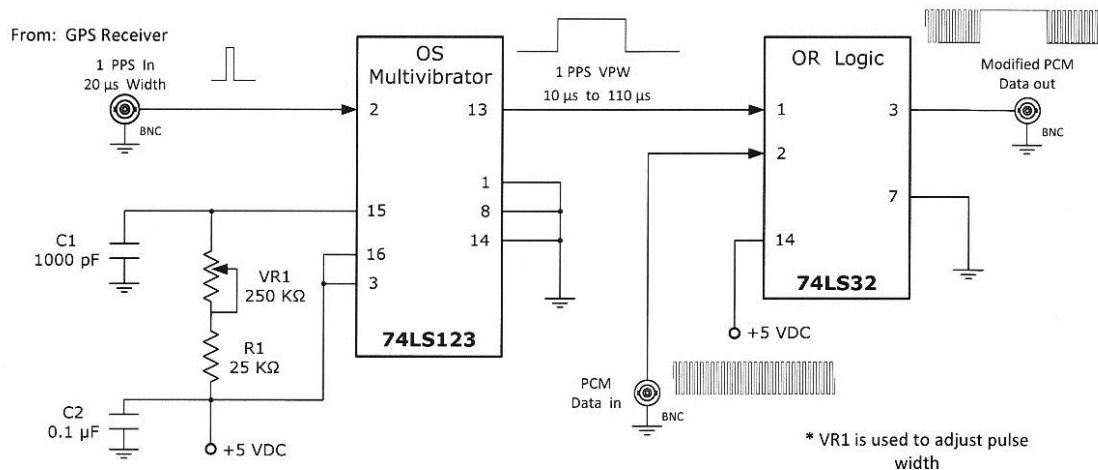 From: GPS Receiver
1 PPS In
20 µs Width
BNC
OS
Multivibrator
2
13
15
16
3
1
8
14
74LS123
1 PPS VPW
10 µs to 110 µs
OR Logic
1
2
3
7
14
74LS32
Modified PCM
Data out
BNC
C1
1000 pF
VR1
250 KΩ
R1
25 KΩ
C2
0.1 µF
+5 VDC
+5 VDC
PCM
Data in
BNC
* VR1 is used to adjust pulse
width